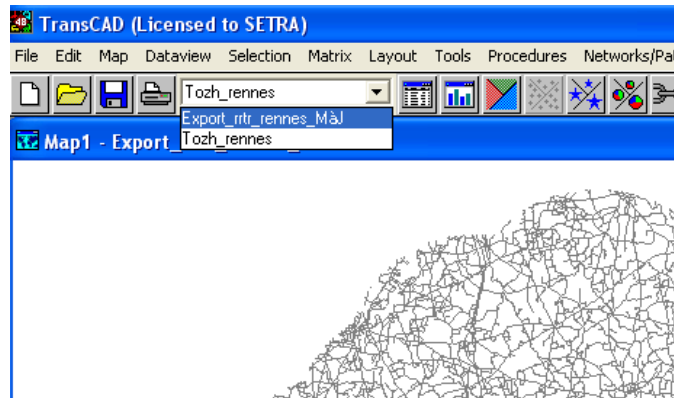 TransCAD (Licensed to SETRA)
File Edit Map Dataview Selection Matrix Layout Tools Procedures Networks/Pa
Tozh_rennes
Export_rrtr_rennes_MàJ
Tozh_rennes
Map1 - Export_